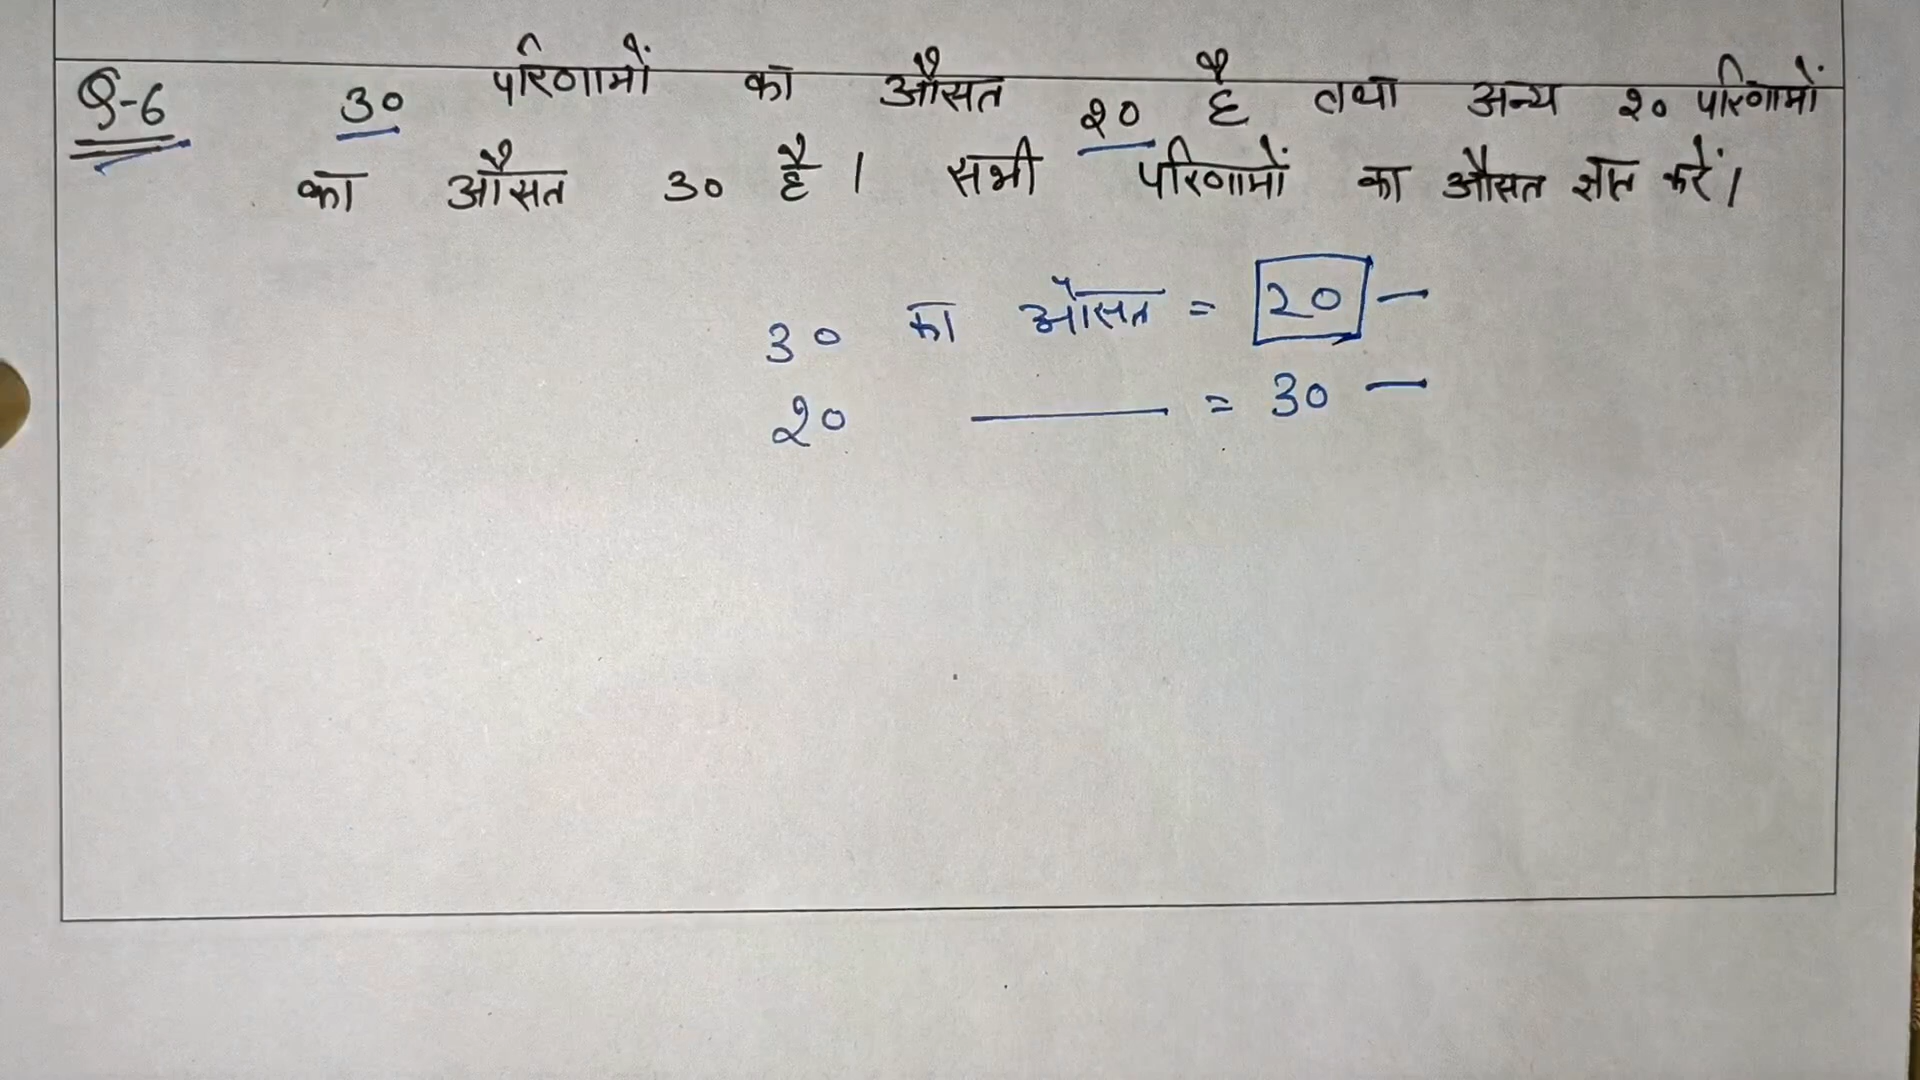 Q-6 30 परिणामों का औसत 20 है तथा अन्य 20 परिणामों
का औसत 30 है। सभी परिणामों का औसत ज्ञात करें।
30 का औसत = 20 —
20 ——— = 30 —